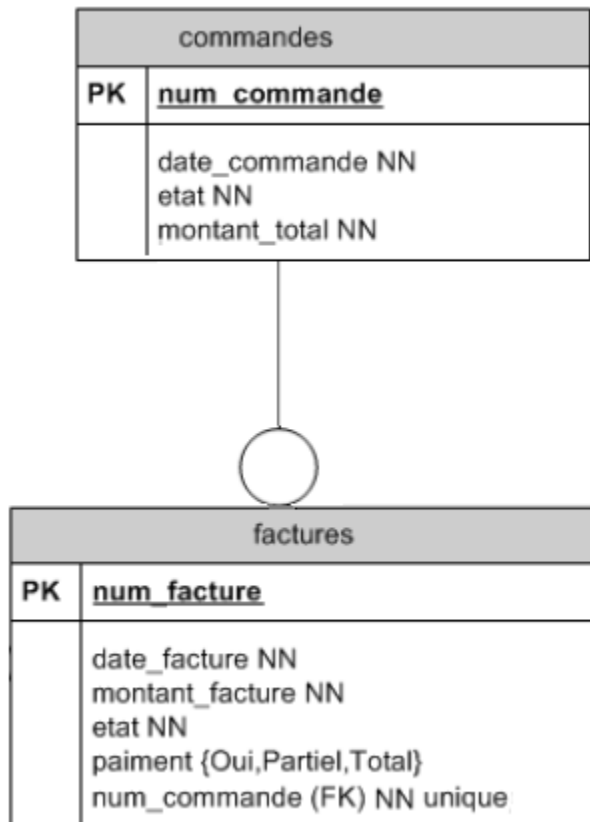 commandes
PK num_commande
date_commande NN
etat NN
montant_total NN
factures
PK num_facture
date_facture NN
montant_facture NN
etat NN
paiment {Oui,Partiel,Total}
num_commande (FK) NN unique